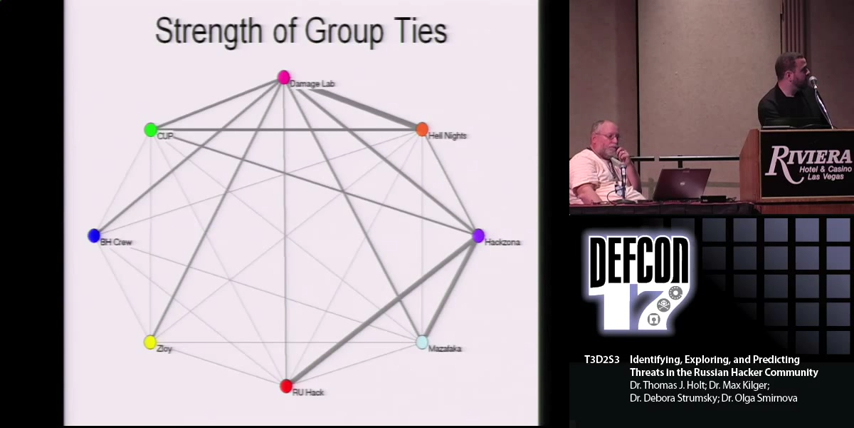 Strength of Group Ties
Damage Lab
CUP
Hell Nights
BH Crew
Hackzona
Zloy
Mazafaka
RU Hack
RIVIERA
Hotel & Casino
Las Vegas
DEFCON
17
T3D2S3 Identifying, Exploring, and Predicting
Threats in the Russian Hacker Community
Dr. Thomas J. Holt; Dr. Max Kilger;
Dr. Debora Strumsky; Dr. Olga Smirnova